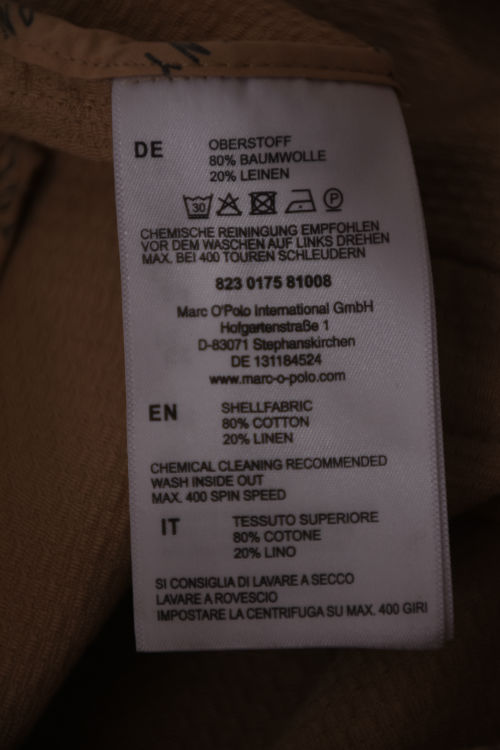 DE
OBERSTOFF
80% BAUMWOLLE
20% LEINEN
30
P
CHEMISCHE REININGUNG EMPFOHLEN
VOR DEM WASCHEN AUF LINKS DREHEN
MAX. BEI 400 TOUREN SCHLEUDERN
823 0175 81008
Marc O'Polo International GmbH
Hofgartenstraße 1
D-83071 Stephanskirchen
DE 131184524
www.marc-o-polo.com
EN
SHELLFABRIC
80% COTTON
20% LINEN
CHEMICAL CLEANING RECOMMENDED
WASH INSIDE OUT
MAX. 400 SPIN SPEED
IT
TESSUTO SUPERIORE
80% COTONE
20% LINO
SI CONSIGLIA DI LAVARE A SECCO
LAVARE A ROVESCIO
IMPOSTARE LA CENTRIFUGA SU MAX. 400 GIRI